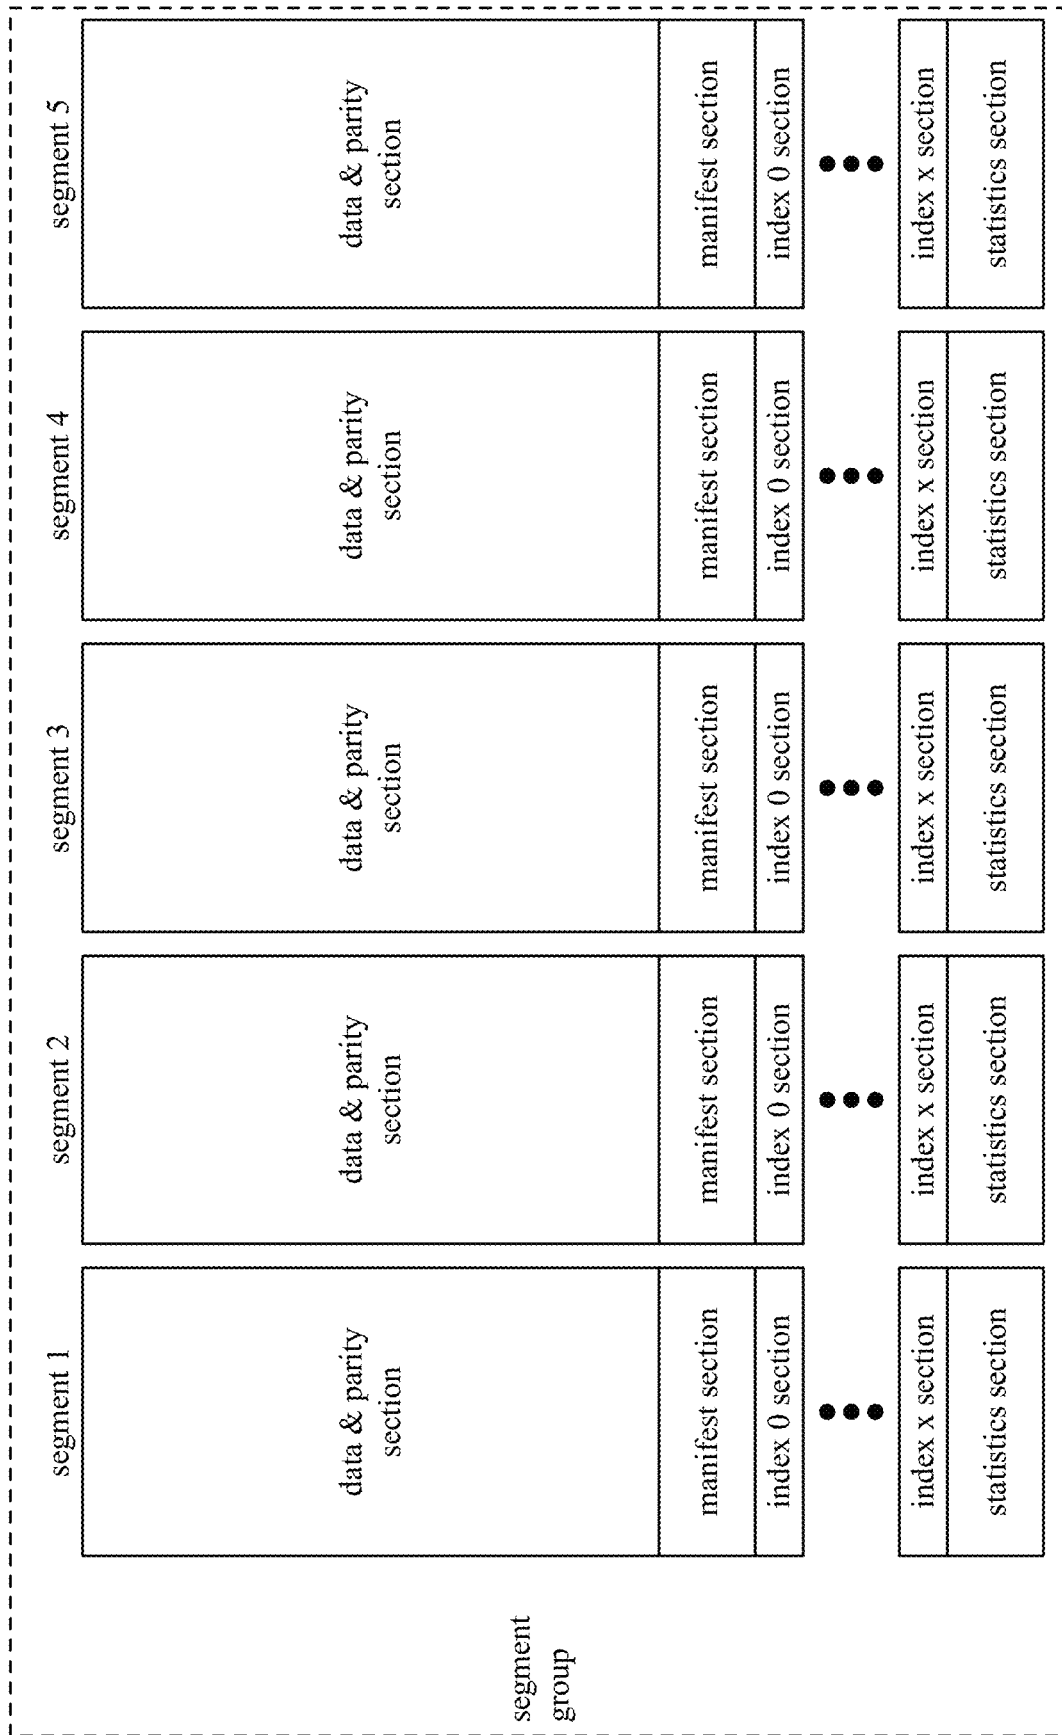 segment group
segment 1
data & parity
section
manifest section
index 0 section
index x section
statistics section
segment 2
data & parity
section
manifest section
index 0 section
index x section
statistics section
segment 3
data & parity
section
manifest section
index 0 section
index x section
statistics section
segment 4
data & parity
section
manifest section
index 0 section
index x section
statistics section
segment 5
data & parity
section
manifest section
index 0 section
index x section
statistics section